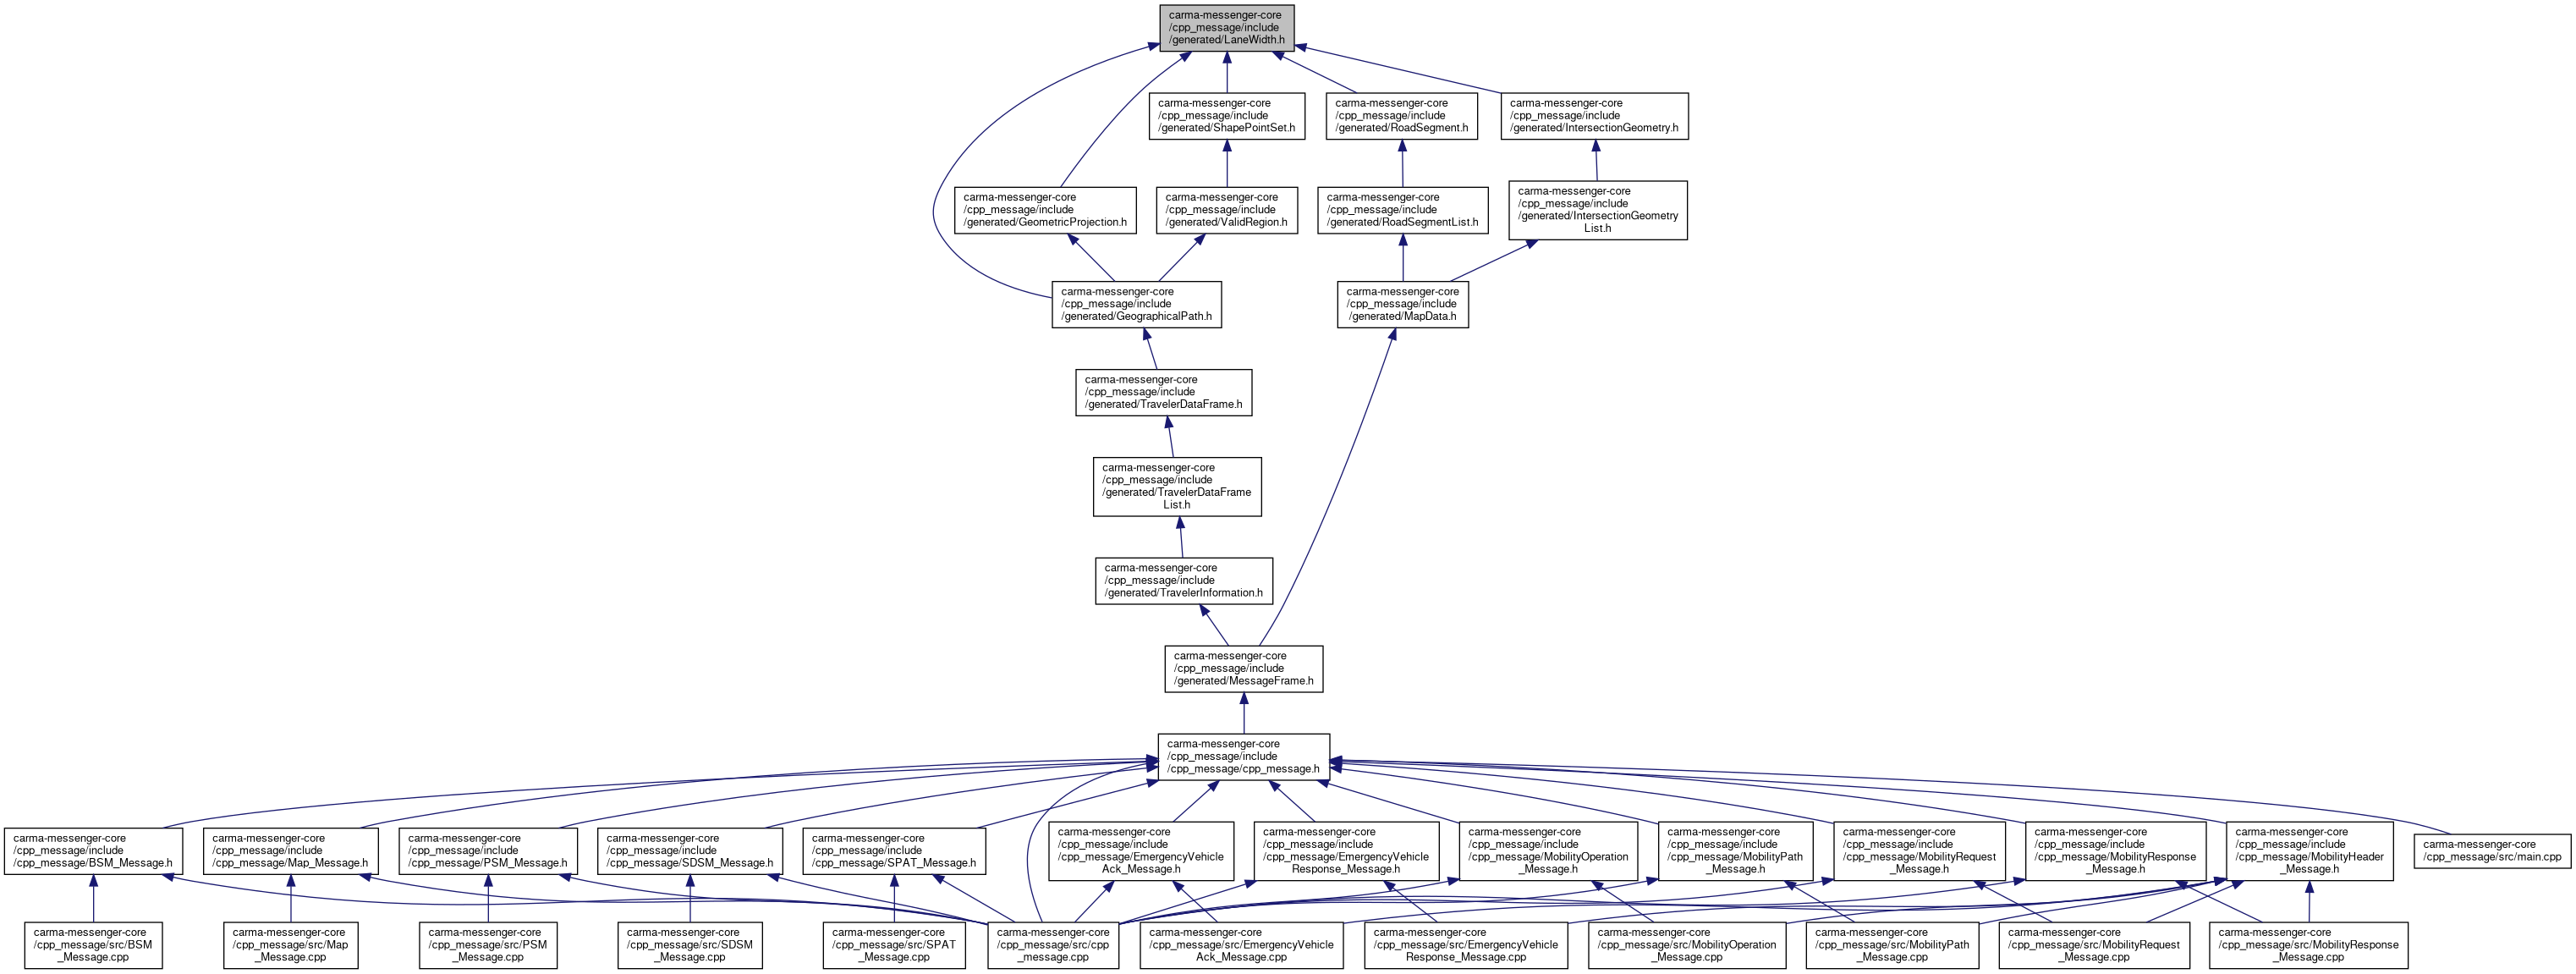 carma-messenger-core
/cpp_message/include
/generated/LaneWidth.h
carma-messenger-core
/cpp_message/include
/generated/ShapePointSet.h
carma-messenger-core
/cpp_message/include
/generated/RoadSegment.h
carma-messenger-core
/cpp_message/include
/generated/IntersectionGeometry.h
carma-messenger-core
/cpp_message/include
/generated/GeometricProjection.h
carma-messenger-core
/cpp_message/include
/generated/ValidRegion.h
carma-messenger-core
/cpp_message/include
/generated/RoadSegmentList.h
carma-messenger-core
/cpp_message/include
/generated/IntersectionGeometry
List.h
carma-messenger-core
/cpp_message/include
/generated/GeographicalPath.h
carma-messenger-core
/cpp_message/include
/generated/MapData.h
carma-messenger-core
/cpp_message/include
/generated/TravelerDataFrame.h
carma-messenger-core
/cpp_message/include
/generated/TravelerDataFrame
List.h
carma-messenger-core
/cpp_message/include
/generated/TravelerInformation.h
carma-messenger-core
/cpp_message/include
/generated/MessageFrame.h
carma-messenger-core
/cpp_message/include
/cpp_message/cpp_message.h
carma-messenger-core
/cpp_message/include
/cpp_message/BSM_Message.h
carma-messenger-core
/cpp_message/include
/cpp_message/Map_Message.h
carma-messenger-core
/cpp_message/include
/cpp_message/PSM_Message.h
carma-messenger-core
/cpp_message/include
/cpp_message/SDSM_Message.h
carma-messenger-core
/cpp_message/include
/cpp_message/SPAT_Message.h
carma-messenger-core
/cpp_message/include
/cpp_message/EmergencyVehicle
Ack_Message.h
carma-messenger-core
/cpp_message/include
/cpp_message/EmergencyVehicle
Response_Message.h
carma-messenger-core
/cpp_message/include
/cpp_message/MobilityOperation
_Message.h
carma-messenger-core
/cpp_message/include
/cpp_message/MobilityPath
_Message.h
carma-messenger-core
/cpp_message/include
/cpp_message/MobilityRequest
_Message.h
carma-messenger-core
/cpp_message/include
/cpp_message/MobilityResponse
_Message.h
carma-messenger-core
/cpp_message/include
/cpp_message/MobilityHeader
_Message.h
carma-messenger-core
/cpp_message/src/main.cpp
carma-messenger-core
/cpp_message/src/BSM
_Message.cpp
carma-messenger-core
/cpp_message/src/Map
_Message.cpp
carma-messenger-core
/cpp_message/src/PSM
_Message.cpp
carma-messenger-core
/cpp_message/src/SDSM
_Message.cpp
carma-messenger-core
/cpp_message/src/SPAT
_Message.cpp
carma-messenger-core
/cpp_message/src/cpp
_message.cpp
carma-messenger-core
/cpp_message/src/EmergencyVehicle
Ack_Message.cpp
carma-messenger-core
/cpp_message/src/EmergencyVehicle
Response_Message.cpp
carma-messenger-core
/cpp_message/src/MobilityOperation
_Message.cpp
carma-messenger-core
/cpp_message/src/MobilityPath
_Message.cpp
carma-messenger-core
/cpp_message/src/MobilityRequest
_Message.cpp
carma-messenger-core
/cpp_message/src/MobilityResponse
_Message.cpp